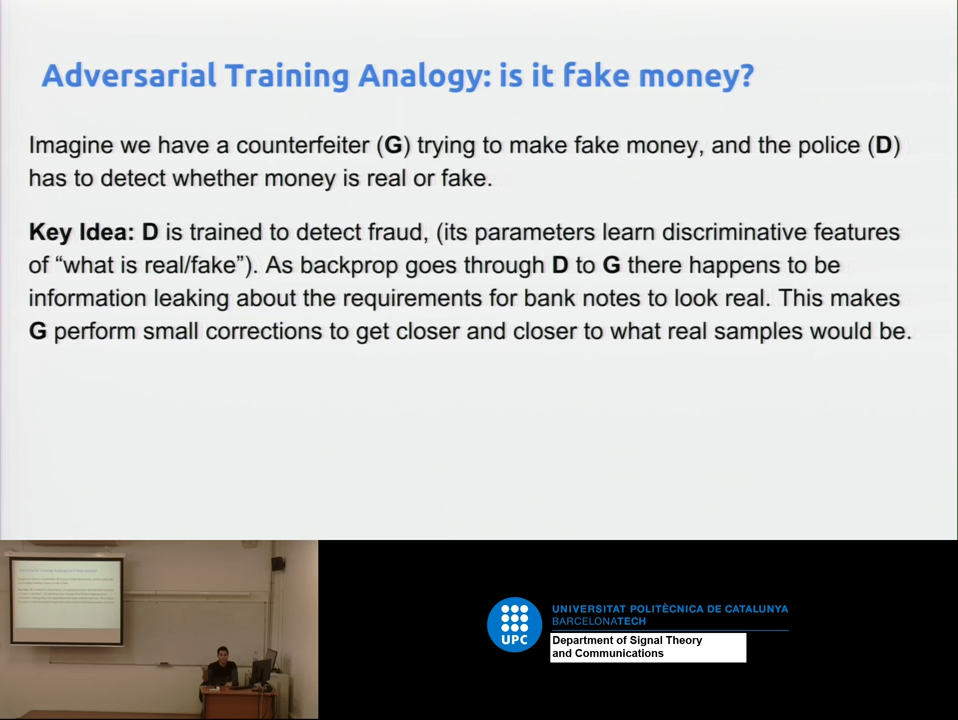 Adversarial Training Analogy: is it fake money?
Imagine we have a counterfeiter (G) trying to make fake money, and the police (D)
has to detect whether money is real or fake.
Key Idea: D is trained to detect fraud, (its parameters learn discriminative features
of “what is real/fake”). As backprop goes through D to G there happens to be
information leaking about the requirements for bank notes to look real. This makes
G perform small corrections to get closer and closer to what real samples would be.
UPC
UNIVERSITAT POLITÈCNICA DE CATALUNYA
BARCELONATECH
Department of Signal Theory
and Communications